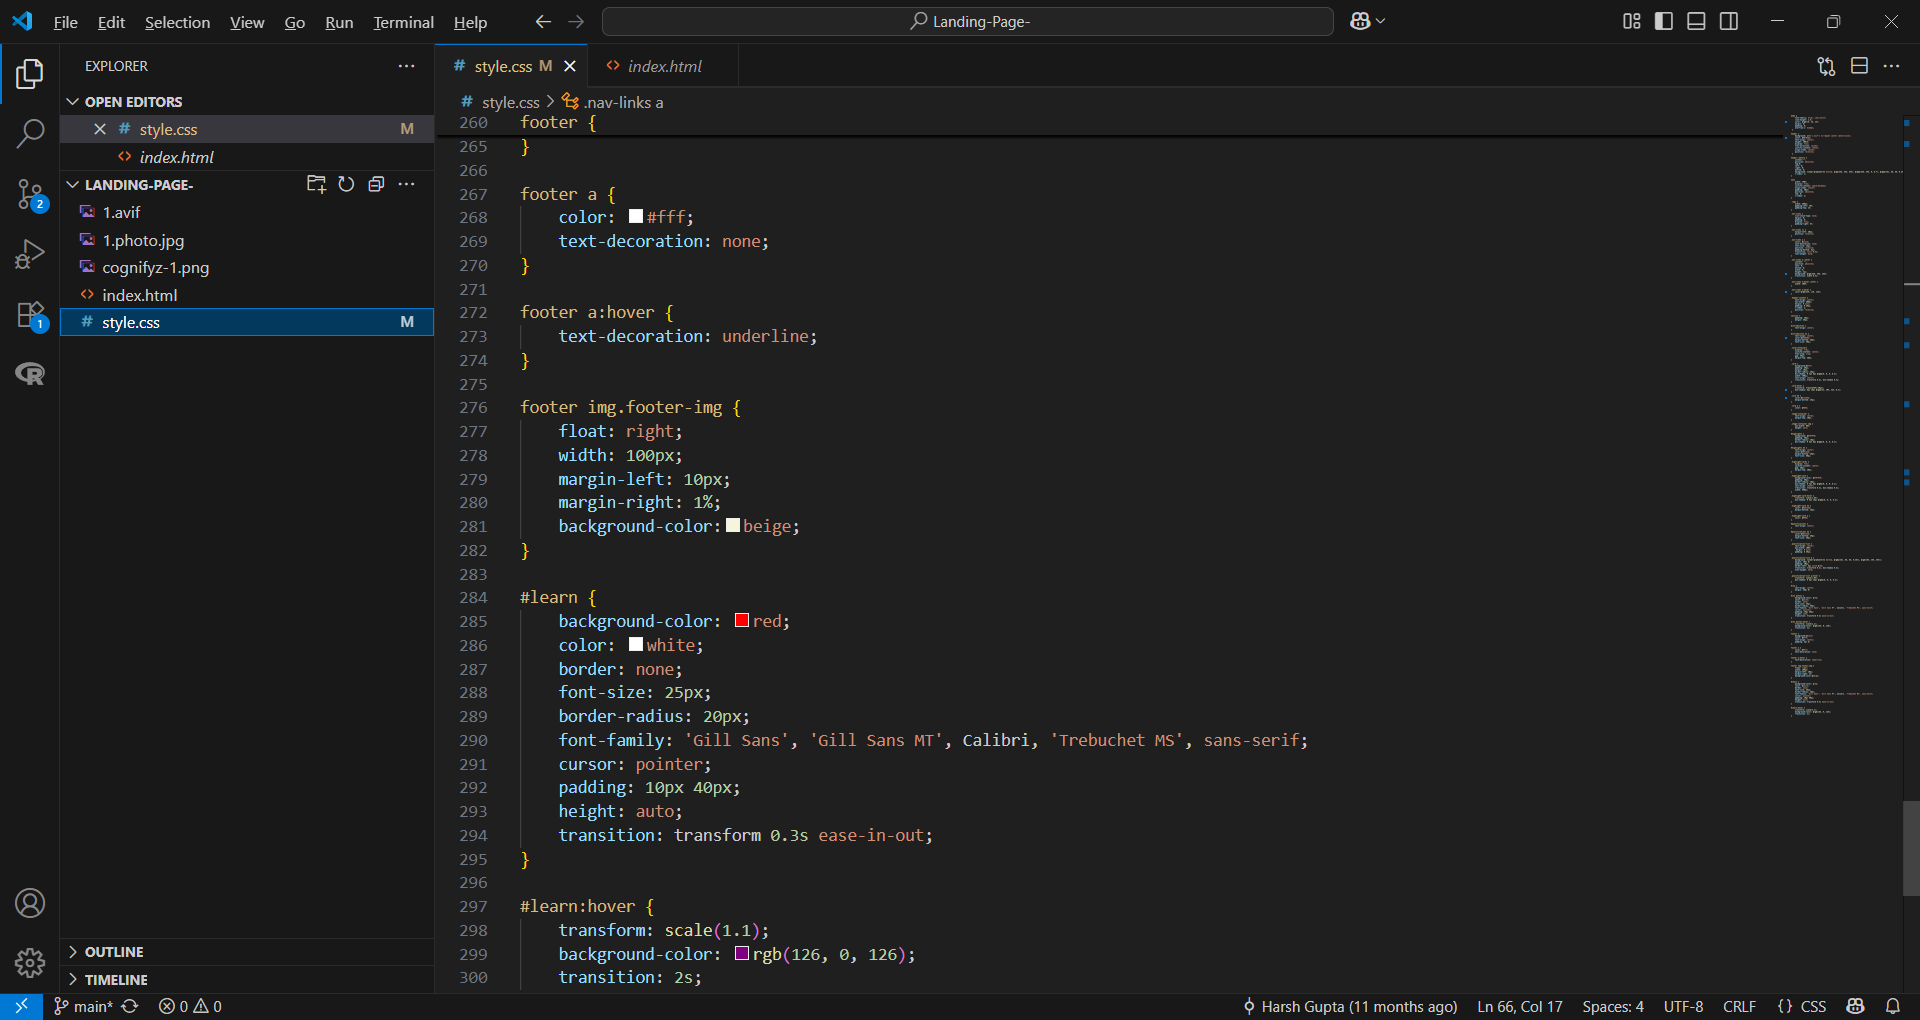 File Edit Selection View Go Run Terminal Help
Landing-Page-
EXPLORER
OPEN EDITORS
style.css M
index.html
LANDING-PAGE-
1.avif
1.photo.jpg
cognifyz-1.png
index.html
style.css M
2
1
OUTLINE
TIMELINE
style.css M
index.html
style.css > .nav-links a
260 footer {
265 }
266
267 footer a {
268 color: #fff;
269 text-decoration: none;
270 }
271
272 footer a:hover {
273 text-decoration: underline;
274 }
275
276 footer img.footer-img {
277 float: right;
278 width: 100px;
279 margin-left: 10px;
280 margin-right: 1%;
281 background-color: beige;
282 }
283
284 #learn {
285 background-color: red;
286 color: white;
287 border: none;
288 font-size: 25px;
289 border-radius: 20px;
290 font-family: 'Gill Sans', 'Gill Sans MT', Calibri, 'Trebuchet MS', sans-serif;
291 cursor: pointer;
292 padding: 10px 40px;
293 height: auto;
294 transition: transform 0.3s ease-in-out;
295 }
296
297 #learn:hover {
298 transform: scale(1.1);
299 background-color: rgb(126, 0, 126);
300 transition: 2s;
main* 0 0 Harsh Gupta (11 months ago) Ln 66, Col 17 Spaces: 4 UTF-8 CRLF {} CSS